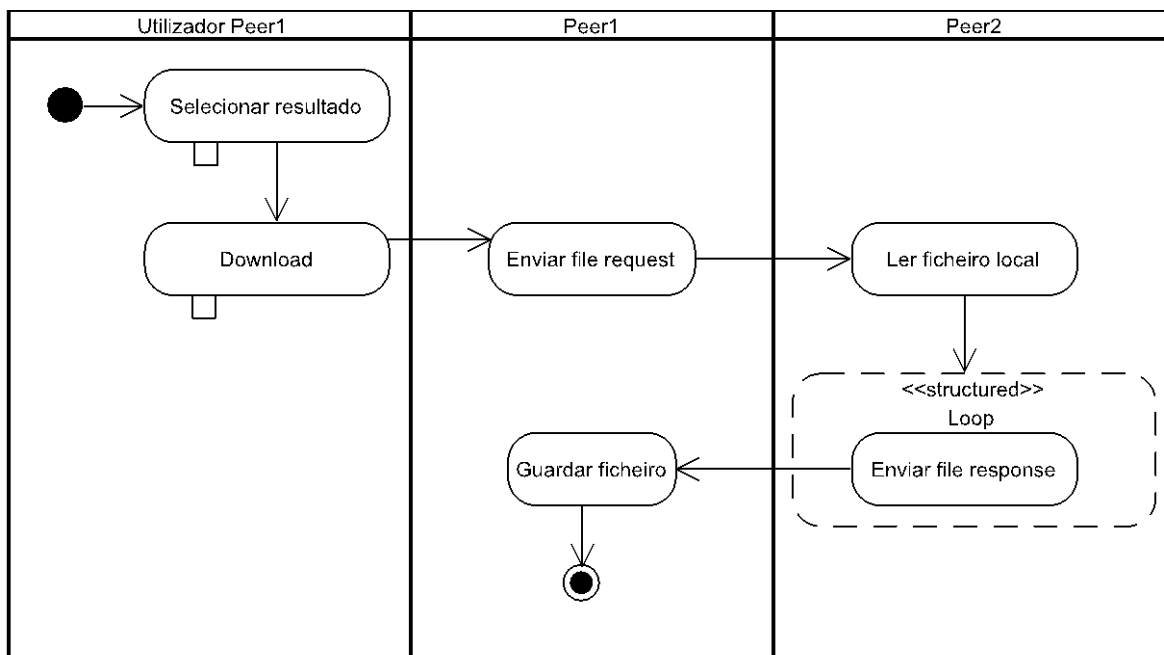 Utilizador Peer1
Peer1
Peer2
Selecionar resultado
Download
Enviar file request
Ler ficheiro local
<<structured>>
Loop
Guardar ficheiro
Enviar file response